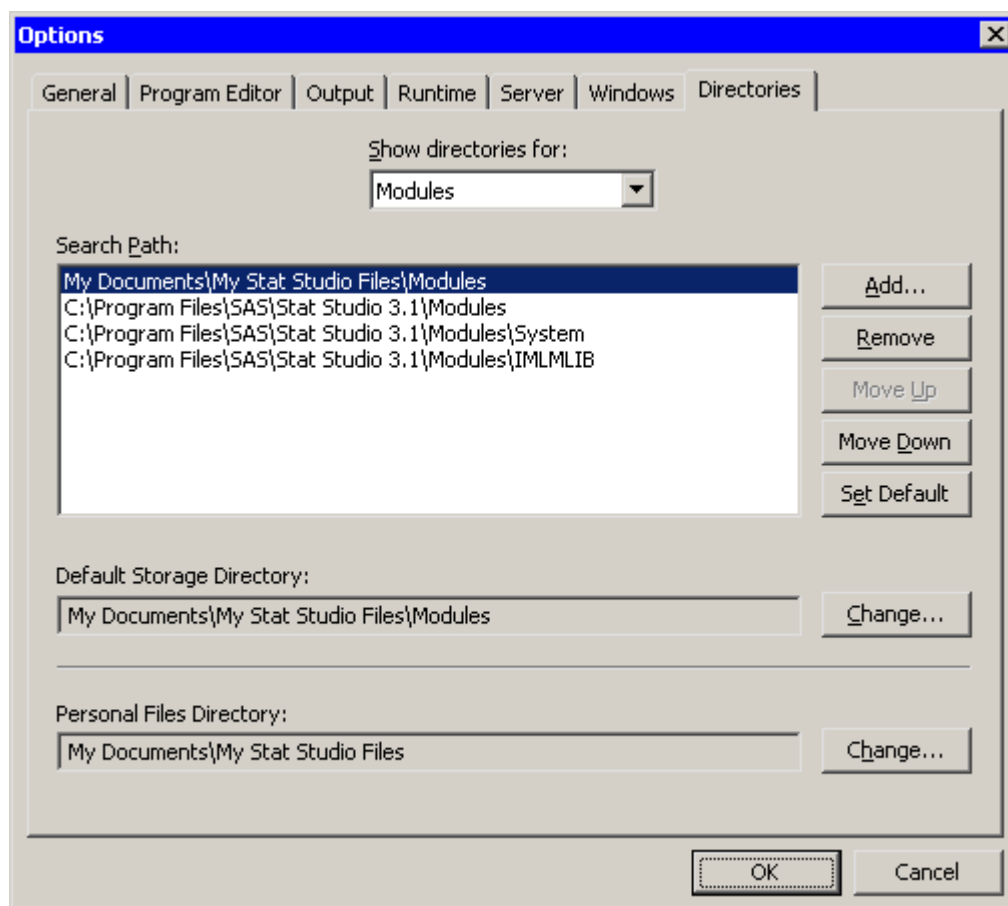 Options
General
Program Editor
Output
Runtime
Server
Windows
Directories
Show directories for:
Modules
Search Path:
My Documents\My Stat Studio Files\Modules
C:\Program Files\SAS\Stat Studio 3.1\Modules
C:\Program Files\SAS\Stat Studio 3.1\Modules\System
C:\Program Files\SAS\Stat Studio 3.1\Modules\IMLMLIB
Add...
Remove
Move Up
Move Down
Set Default
Default Storage Directory:
My Documents\My Stat Studio Files\Modules
Change...
Personal Files Directory:
My Documents\My Stat Studio Files
Change...
OK
Cancel